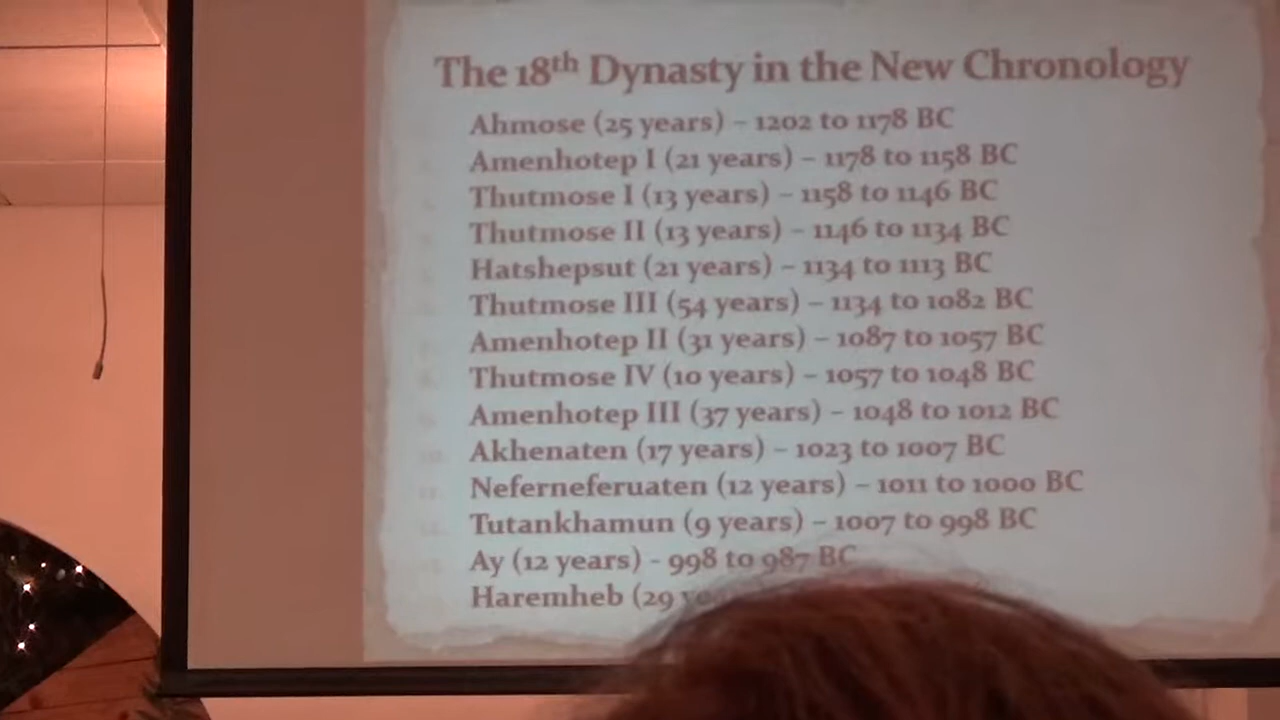 The 18th Dynasty in the New Chronology
Ahmose (25 years) – 1202 to 1178 BC
Amenhotep I (21 years) – 1178 to 1158 BC
Thutmose I (13 years) – 1158 to 1146 BC
Thutmose II (13 years) – 1146 to 1134 BC
Hatshepsut (21 years) – 1134 to 1113 BC
Thutmose III (54 years) – 1134 to 1082 BC
Amenhotep II (31 years) – 1087 to 1057 BC
Thutmose IV (10 years) – 1057 to 1048 BC
Amenhotep III (37 years) – 1048 to 1012 BC
Akhenaten (17 years) – 1023 to 1007 BC
Neferneferuaten (12 years) – 1011 to 1000 BC
Tutankhamun (9 years) – 1007 to 998 BC
Ay (12 years) - 998 to 987 BC
Haremheb (29